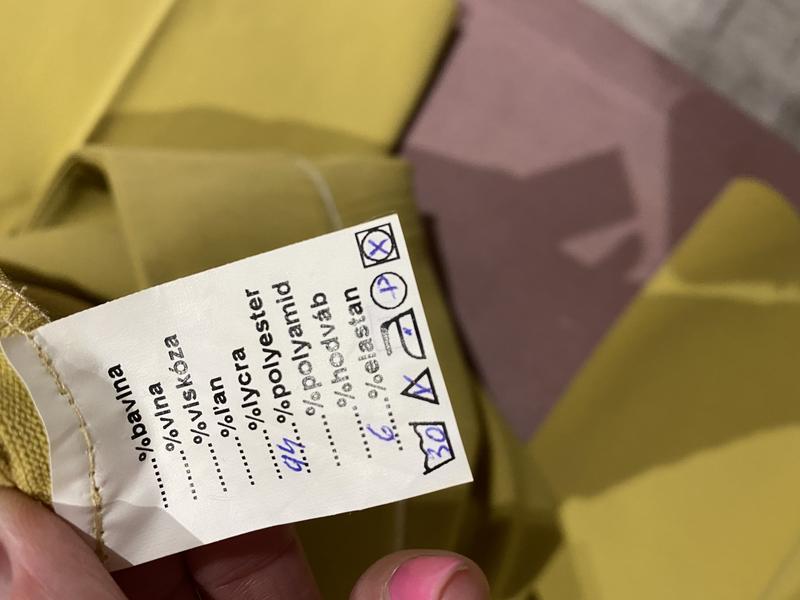 ........%bavlna
........%vlna
........%viskóza
........%ľan
........%lycra
94%polyester
........%polyamid
........%hodváb
6%elastan
30 P